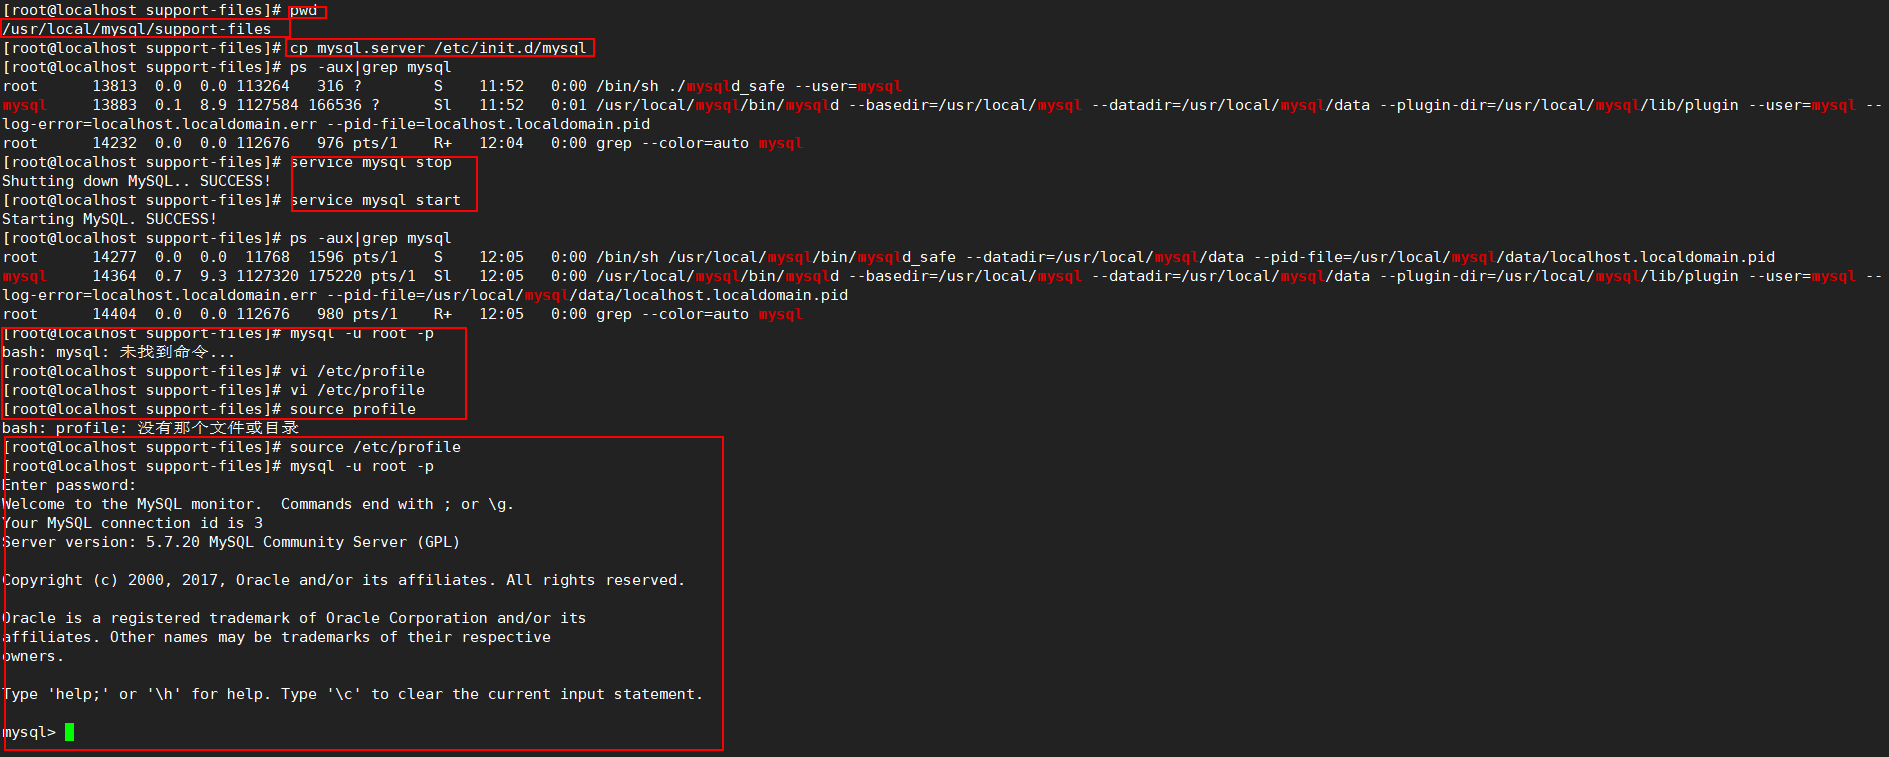 [root@localhost support-files]# pwd
/usr/local/mysql/support-files
[root@localhost support-files]# cp mysql.server /etc/init.d/mysql
[root@localhost support-files]# ps -aux|grep mysql
root      13813  0.0  0.0 113264   316 ?        S    11:52   0:00 /bin/sh ./mysqld_safe --user=mysql
mysql     13883  0.1  8.9 1127584 166536 ?      Sl   11:52   0:01 /usr/local/mysql/bin/mysqld --basedir=/usr/local/mysql --datadir=/usr/local/mysql/data --plugin-dir=/usr/local/mysql/lib/plugin --user=mysql --
log-error=localhost.localdomain.err --pid-file=localhost.localdomain.pid
root      14232  0.0  0.0 112676   976 pts/1    R+   12:04   0:00 grep --color=auto mysql
[root@localhost support-files]# service mysql stop
Shutting down MySQL.. SUCCESS!
[root@localhost support-files]# service mysql start
Starting MySQL. SUCCESS!
[root@localhost support-files]# ps -aux|grep mysql
root      14277  0.0  0.0  11768  1596 pts/1    S    12:05   0:00 /bin/sh /usr/local/mysql/bin/mysqld_safe --datadir=/usr/local/mysql/data --pid-file=/usr/local/mysql/data/localhost.localdomain.pid
mysql     14364  0.7  9.3 1127320 175220 pts/1  Sl   12:05   0:00 /usr/local/mysql/bin/mysqld --basedir=/usr/local/mysql --datadir=/usr/local/mysql/data --plugin-dir=/usr/local/mysql/lib/plugin --user=mysql --
log-error=localhost.localdomain.err --pid-file=/usr/local/mysql/data/localhost.localdomain.pid
root      14404  0.0  0.0 112676   980 pts/1    R+   12:05   0:00 grep --color=auto mysql
[root@localhost support-files]# mysql -u root -p
bash: mysql: 未找到命令...
[root@localhost support-files]# vi /etc/profile
[root@localhost support-files]# vi /etc/profile
[root@localhost support-files]# source profile
bash: profile: 没有那个文件或目录
[root@localhost support-files]# source /etc/profile
[root@localhost support-files]# mysql -u root -p
Enter password:
Welcome to the MySQL monitor.  Commands end with ; or \g.
Your MySQL connection id is 3
Server version: 5.7.20 MySQL Community Server (GPL)
Copyright (c) 2000, 2017, Oracle and/or its affiliates. All rights reserved.
Oracle is a registered trademark of Oracle Corporation and/or its
affiliates. Other names may be trademarks of their respective
owners.
Type 'help;' or '\h' for help. Type '\c' to clear the current input statement.
mysql>